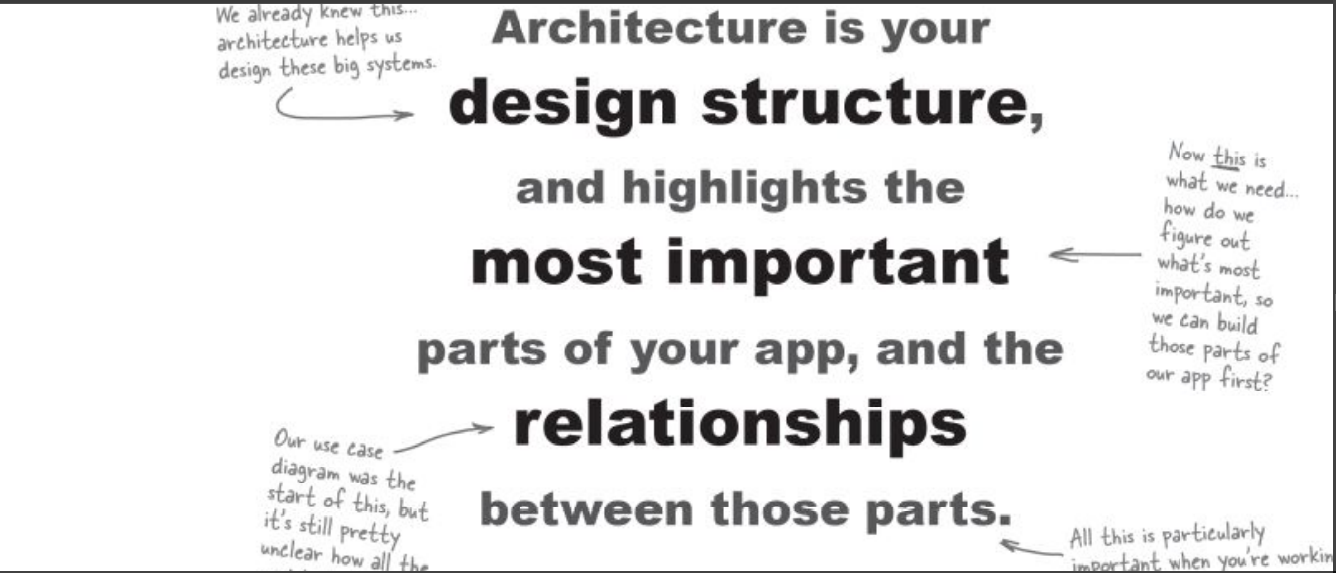 We already knew this...
architecture helps us
design these big systems.
Architecture is your
design structure,
and highlights the
most important
parts of your app, and the
relationships
between those parts.
Now this is
what we need...
how do we
figure out
what's most
important, so
we can build
those parts of
our app first?
Our use case
diagram was the
start of this, but
it's still pretty
unclear how all the
All this is particularly
important when you're workin